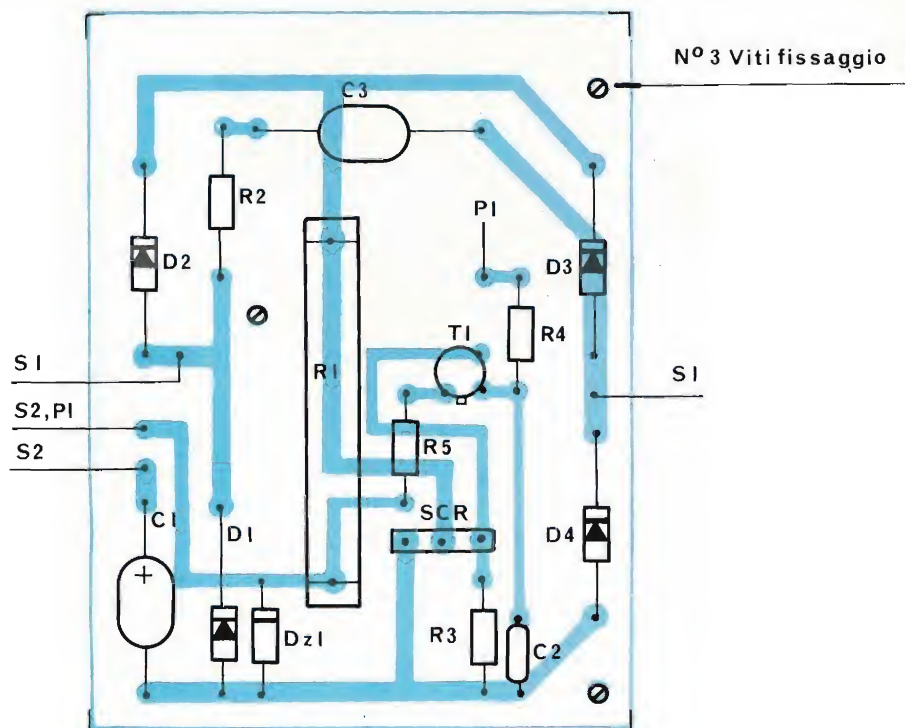 Nº 3 Viti fissaggio
C3
R2
P1
D2
D3
R4
T1
S1
R1
S1
S2, P1
R5
S2
C1
D1
SCR
D4
+
Dz1
R3
C2